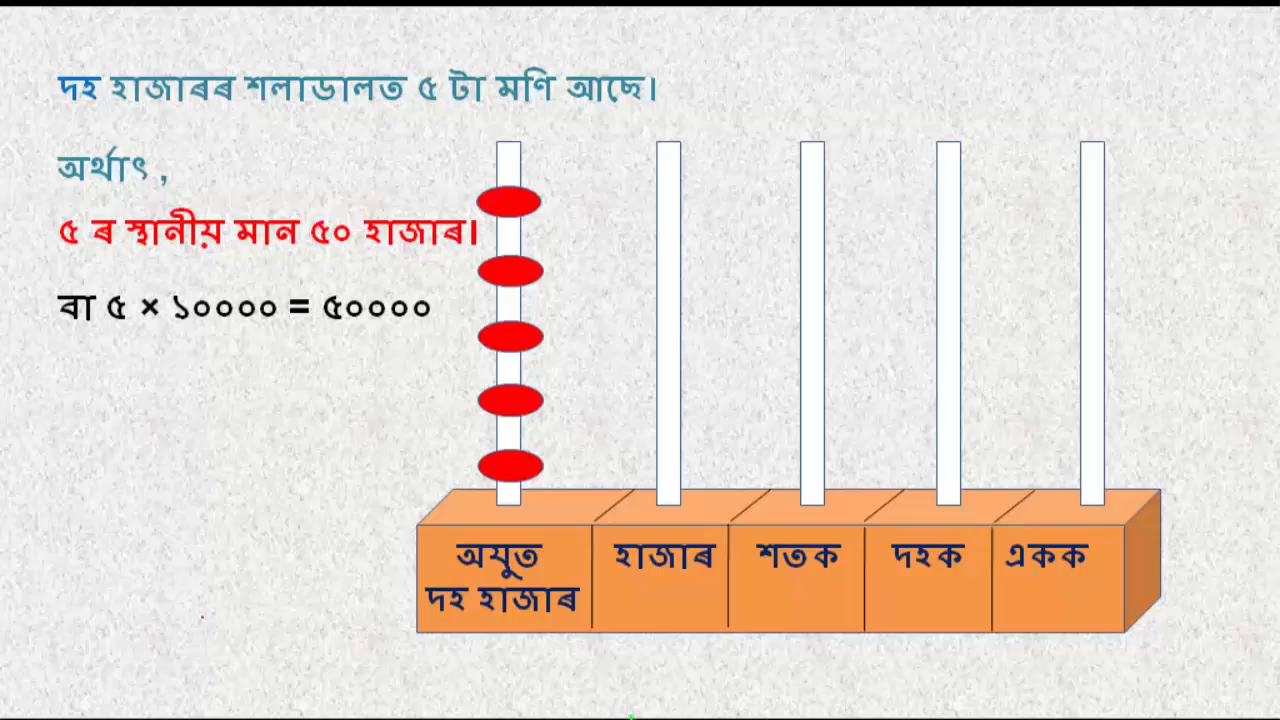 দহ হাজাৰৰ শলাডালত ৫ টা মণি আছে।
অৰ্থাৎ ,
৫ ৰ স্থানীয় মান ৫০ হাজাৰ।
বা ৫ × ১০০০০ = ৫০০০০
অযুত
দহ হাজাৰ
হাজাৰ
শতক
দহক
একক